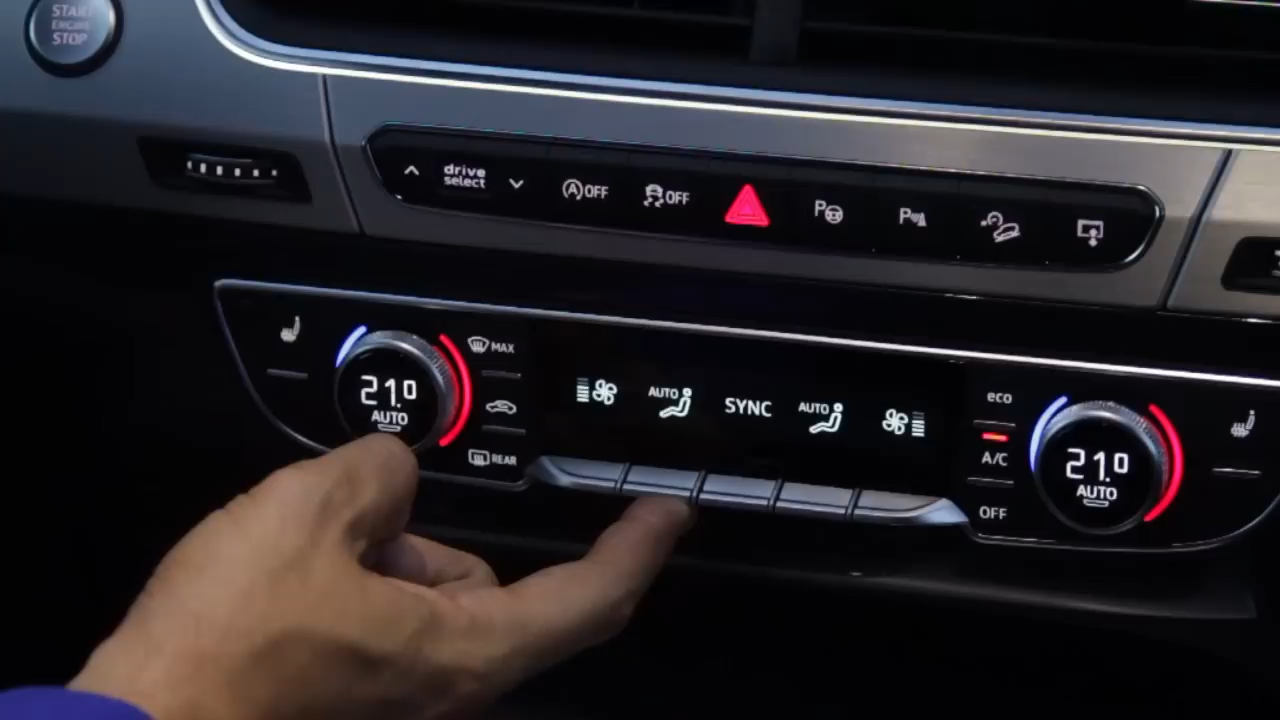 START
ENGINE
STOP
drive
select
A OFF
OFF
P
P
MAX
21.0
AUTO
REAR
AUTO
SYNC
AUTO
eco
A/C
OFF
21.0
AUTO